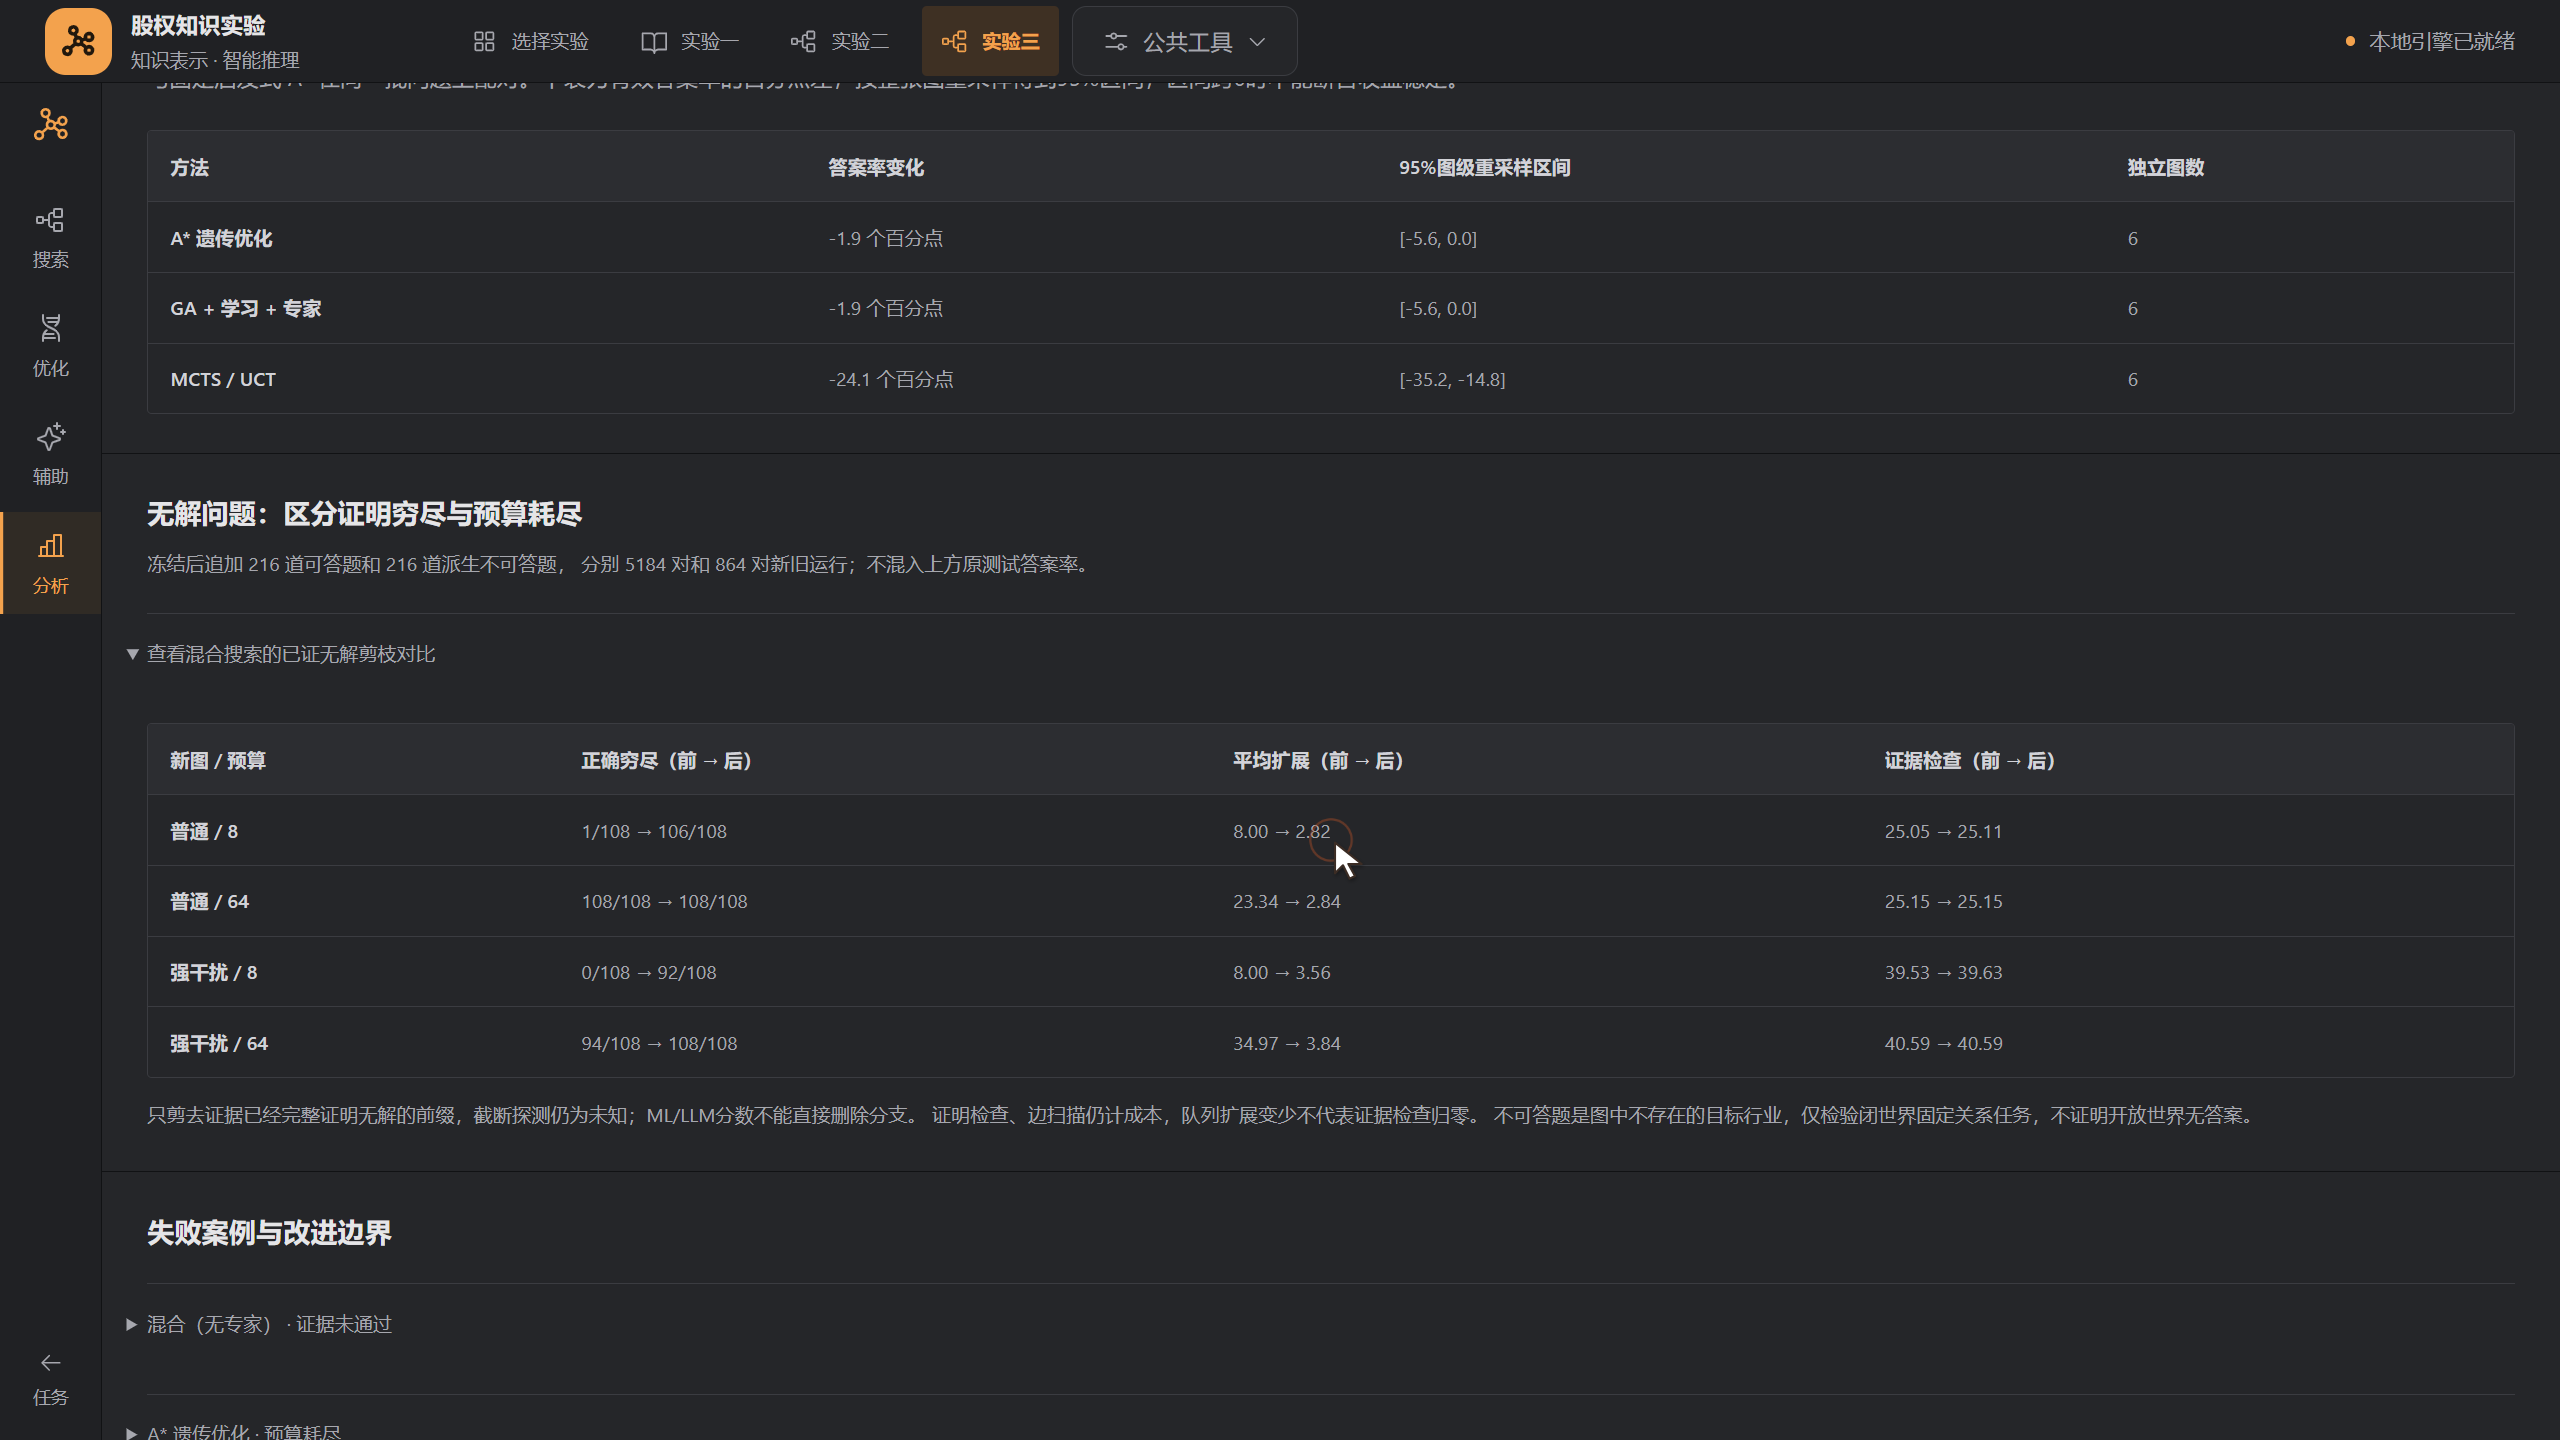 股权知识实验
知识表示 · 智能推理
选择实验
实验一
实验二
实验三
公共工具
本地引擎已就绪
搜索
优化
辅助
分析
任务
方法 答案率变化 95%图级重采样区间 独立图数
A* 遗传优化 -1.9 个百分点 [-5.6, 0.0] 6
GA + 学习 + 专家 -1.9 个百分点 [-5.6, 0.0] 6
MCTS / UCT -24.1 个百分点 [-35.2, -14.8] 6
无解问题：区分证明穷尽与预算耗尽
冻结后追加 216 道可答题和 216 道派生不可答题， 分别 5184 对和 864 对新旧运行；不混入上方原测试答案率。
查看混合搜索的已证无解剪枝对比
新图 / 预算 正确穷尽（前 → 后） 平均扩展（前 → 后） 证据检查（前 → 后）
普通 / 8 1/108 → 106/108 8.00 → 2.82 25.05 → 25.11
普通 / 64 108/108 → 108/108 23.34 → 2.84 25.15 → 25.15
强干扰 / 8 0/108 → 92/108 8.00 → 3.56 39.53 → 39.63
强干扰 / 64 94/108 → 108/108 34.97 → 3.84 40.59 → 40.59
只剪去证据已经完整证明无解的前缀，截断探测仍为未知；ML/LLM分数不能直接删除分支。 证明检查、边扫描仍计成本，队列扩展变少不代表证据检查归零。 不可答题是图中不存在的目标行业，仅检验闭世界固定关系任务，不证明开放世界无答案。
失败案例与改进边界
混合（无专家） · 证据未通过
A* 遗传优化 · 预算耗尽